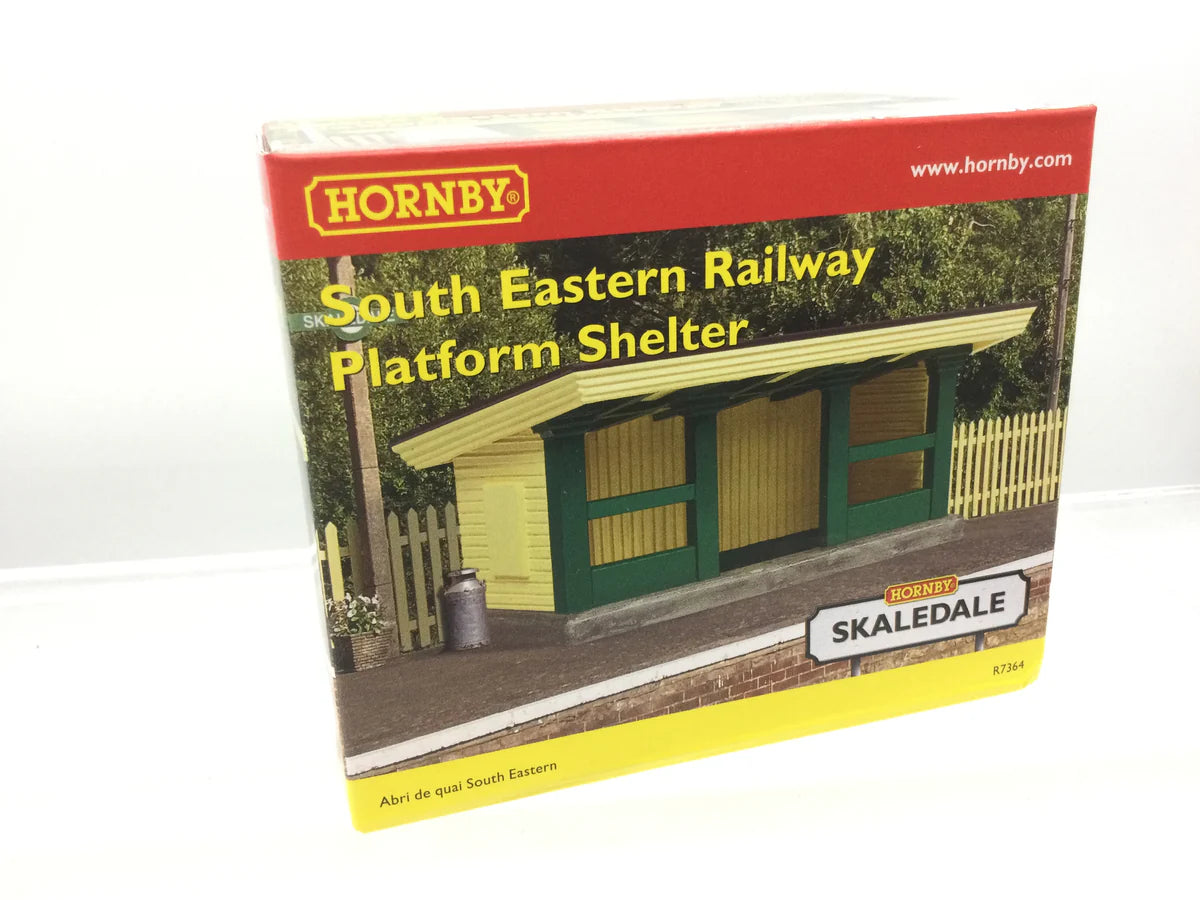 HORNBY®
www.hornby.com
South Eastern Railway
Platform Shelter
HORNBY
SKALEDALE
R7364
Abri de quai South Eastern